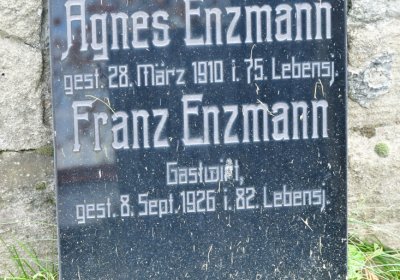 Agnes Enzmann
gest. 28. März 1910 i. 75. Lebensj.
Franz Enzmann
Gastwirt,
gest. 8. Sept. 1926 i. 82. Lebensj.